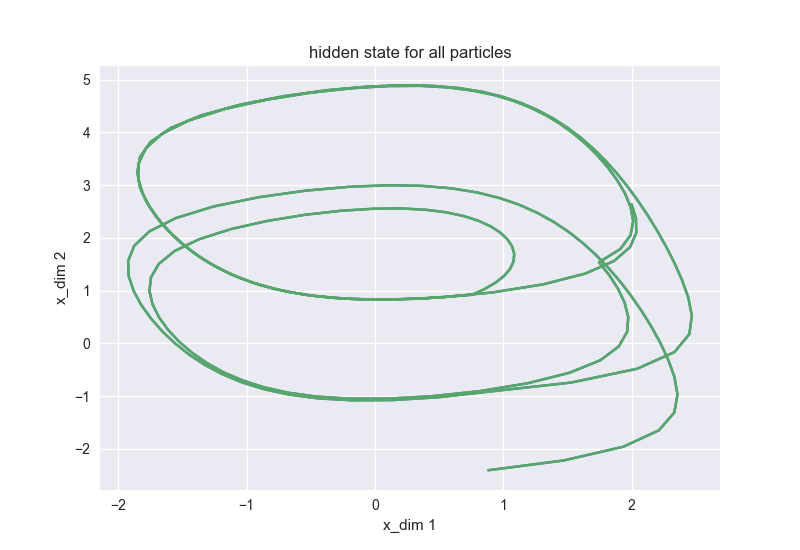 hidden state for all particles
5
4
3
2
1
0
−1
−2
x_dim 2
−2 −1 0 1 2
x_dim 1